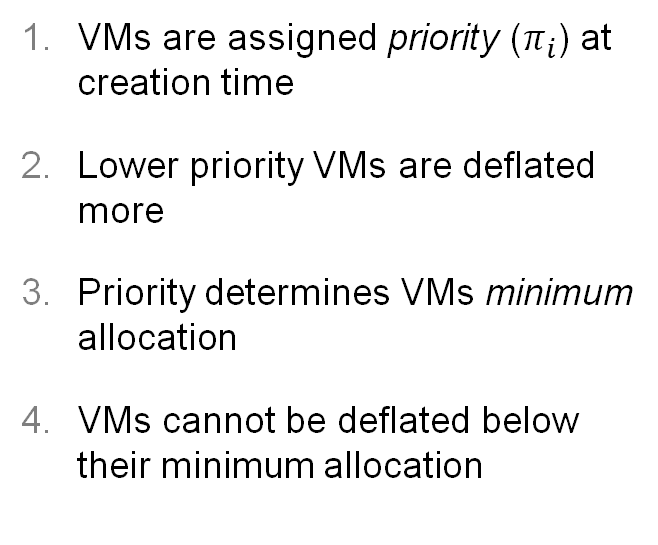 1. VMs are assigned priority (π_i) at
creation time
2. Lower priority VMs are deflated
more
3. Priority determines VMs minimum
allocation
4. VMs cannot be deflated below
their minimum allocation